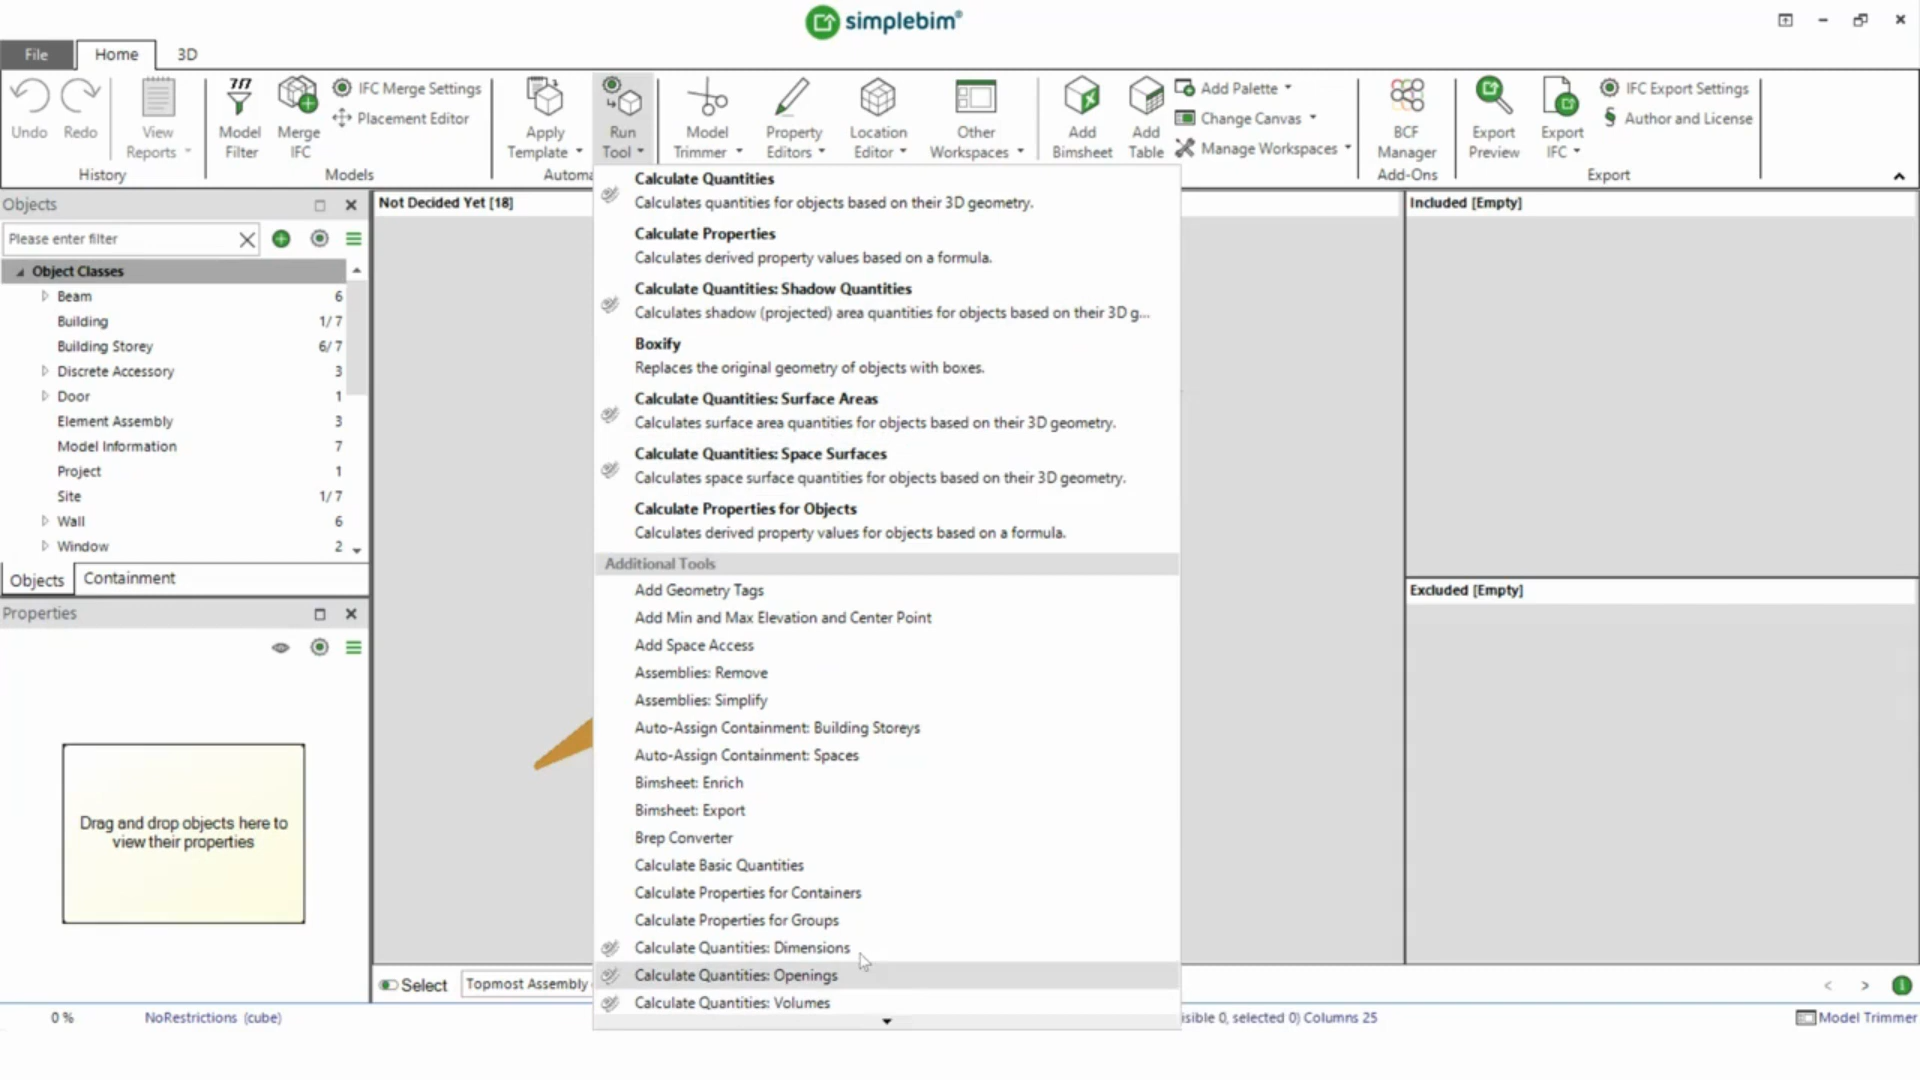 simplebim®
File
Home
3D
Undo
Redo
View
Reports
History
Model
Filter
Merge
IFC
IFC Merge Settings
Placement Editor
Models
Apply
Template
Automa
Run
Tool
Model
Trimmer
Property
Editors
Location
Editor
Other
Workspaces
Add
Bimsheet
Add
Table
Add Palette
Change Canvas
Manage Workspaces
BCF
Manager
Add-Ons
Export
Preview
Export
IFC
IFC Export Settings
§ Author and License
Export
Objects
Please enter filter
Object Classes
Beam 6
Building 1/7
Building Storey 6/7
Discrete Accessory 3
Door 1
Element Assembly 3
Model Information 7
Project 1
Site 1/7
Wall 6
Window 2
Objects
Containment
Properties
Drag and drop objects here to
view their properties
Not Decided Yet [18]
Calculate Quantities
Calculates quantities for objects based on their 3D geometry.
Calculate Properties
Calculates derived property values based on a formula.
Calculate Quantities: Shadow Quantities
Calculates shadow (projected) area quantities for objects based on their 3D g...
Boxify
Replaces the original geometry of objects with boxes.
Calculate Quantities: Surface Areas
Calculates surface area quantities for objects based on their 3D geometry.
Calculate Quantities: Space Surfaces
Calculates space surface quantities for objects based on their 3D geometry.
Calculate Properties for Objects
Calculates derived property values for objects based on a formula.
Additional Tools
Add Geometry Tags
Add Min and Max Elevation and Center Point
Add Space Access
Assemblies: Remove
Assemblies: Simplify
Auto-Assign Containment: Building Storeys
Auto-Assign Containment: Spaces
Bimsheet: Enrich
Bimsheet: Export
Brep Converter
Calculate Basic Quantities
Calculate Properties for Containers
Calculate Properties for Groups
Calculate Quantities: Dimensions
Calculate Quantities: Openings
Calculate Quantities: Volumes
Included [Empty]
Excluded [Empty]
Select
Topmost Assembly
0 %
NoRestrictions (cube)
isible 0, selected 0) Columns 25
Model Trimmer